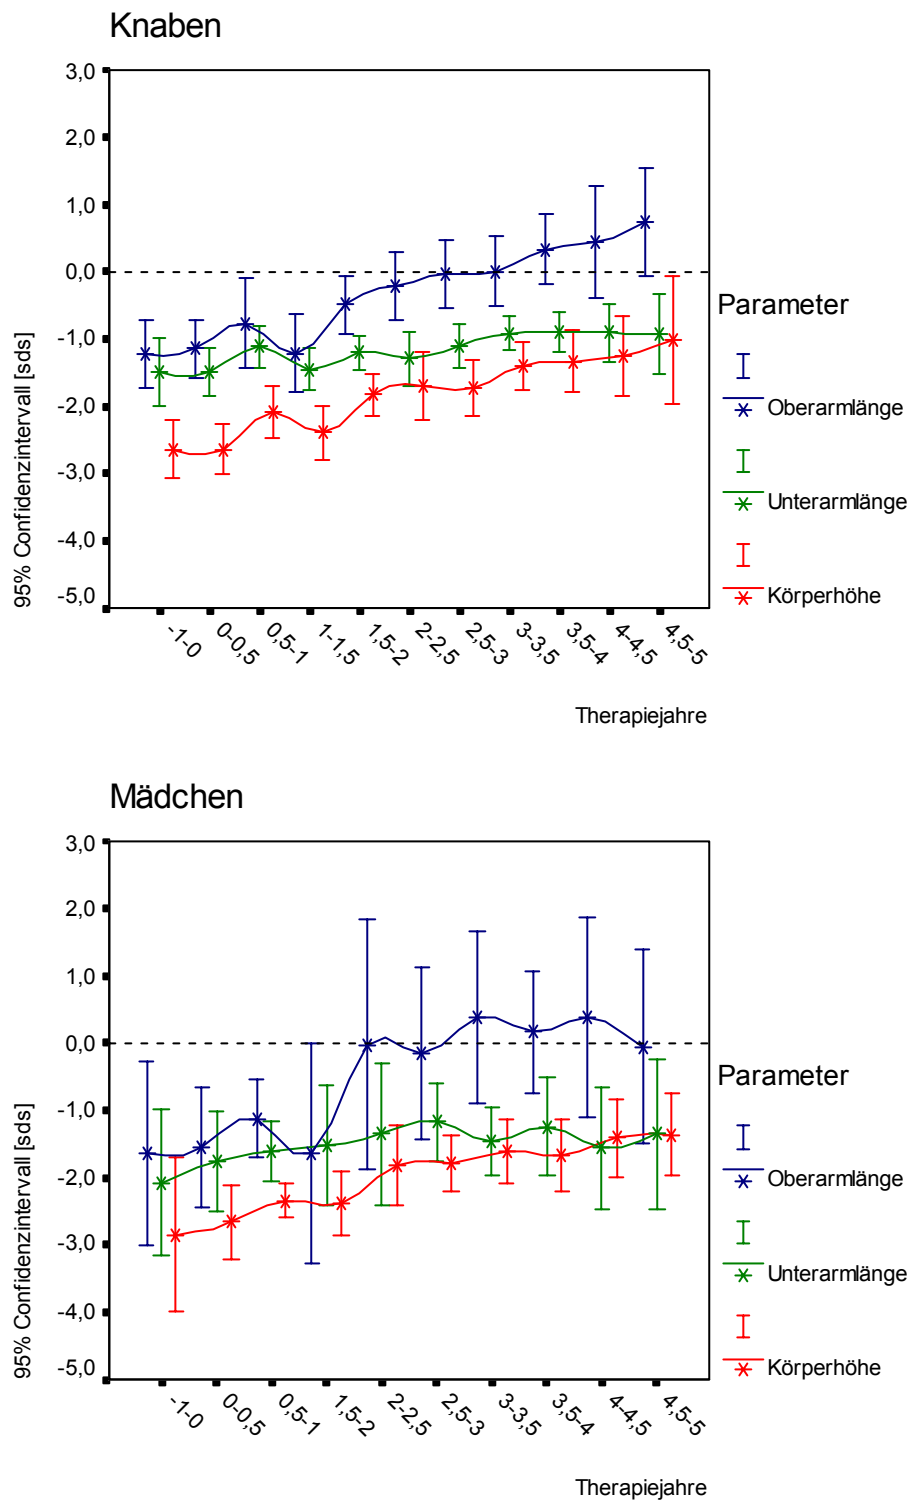 Knaben
3,0
2,0
1,0
0,0
-1,0
-2,0
-3,0
-4,0
-5,0
95% Confidenzintervall [sds]
-1-0
0-0,5
0,5-1
1-1,5
1,5-2
2-2,5
2,5-3
3-3,5
3,5-4
4-4,5
4,5-5
Therapiejahre
Parameter
Oberarmlänge
Unterarmlänge
Körperhöhe
Mädchen
3,0
2,0
1,0
0,0
-1,0
-2,0
-3,0
-4,0
-5,0
95% Confidenzintervall [sds]
-1-0
0-0,5
0,5-1
1,5-2
2-2,5
2,5-3
3-3,5
3,5-4
4-4,5
4,5-5
Therapiejahre
Parameter
Oberarmlänge
Unterarmlänge
Körperhöhe